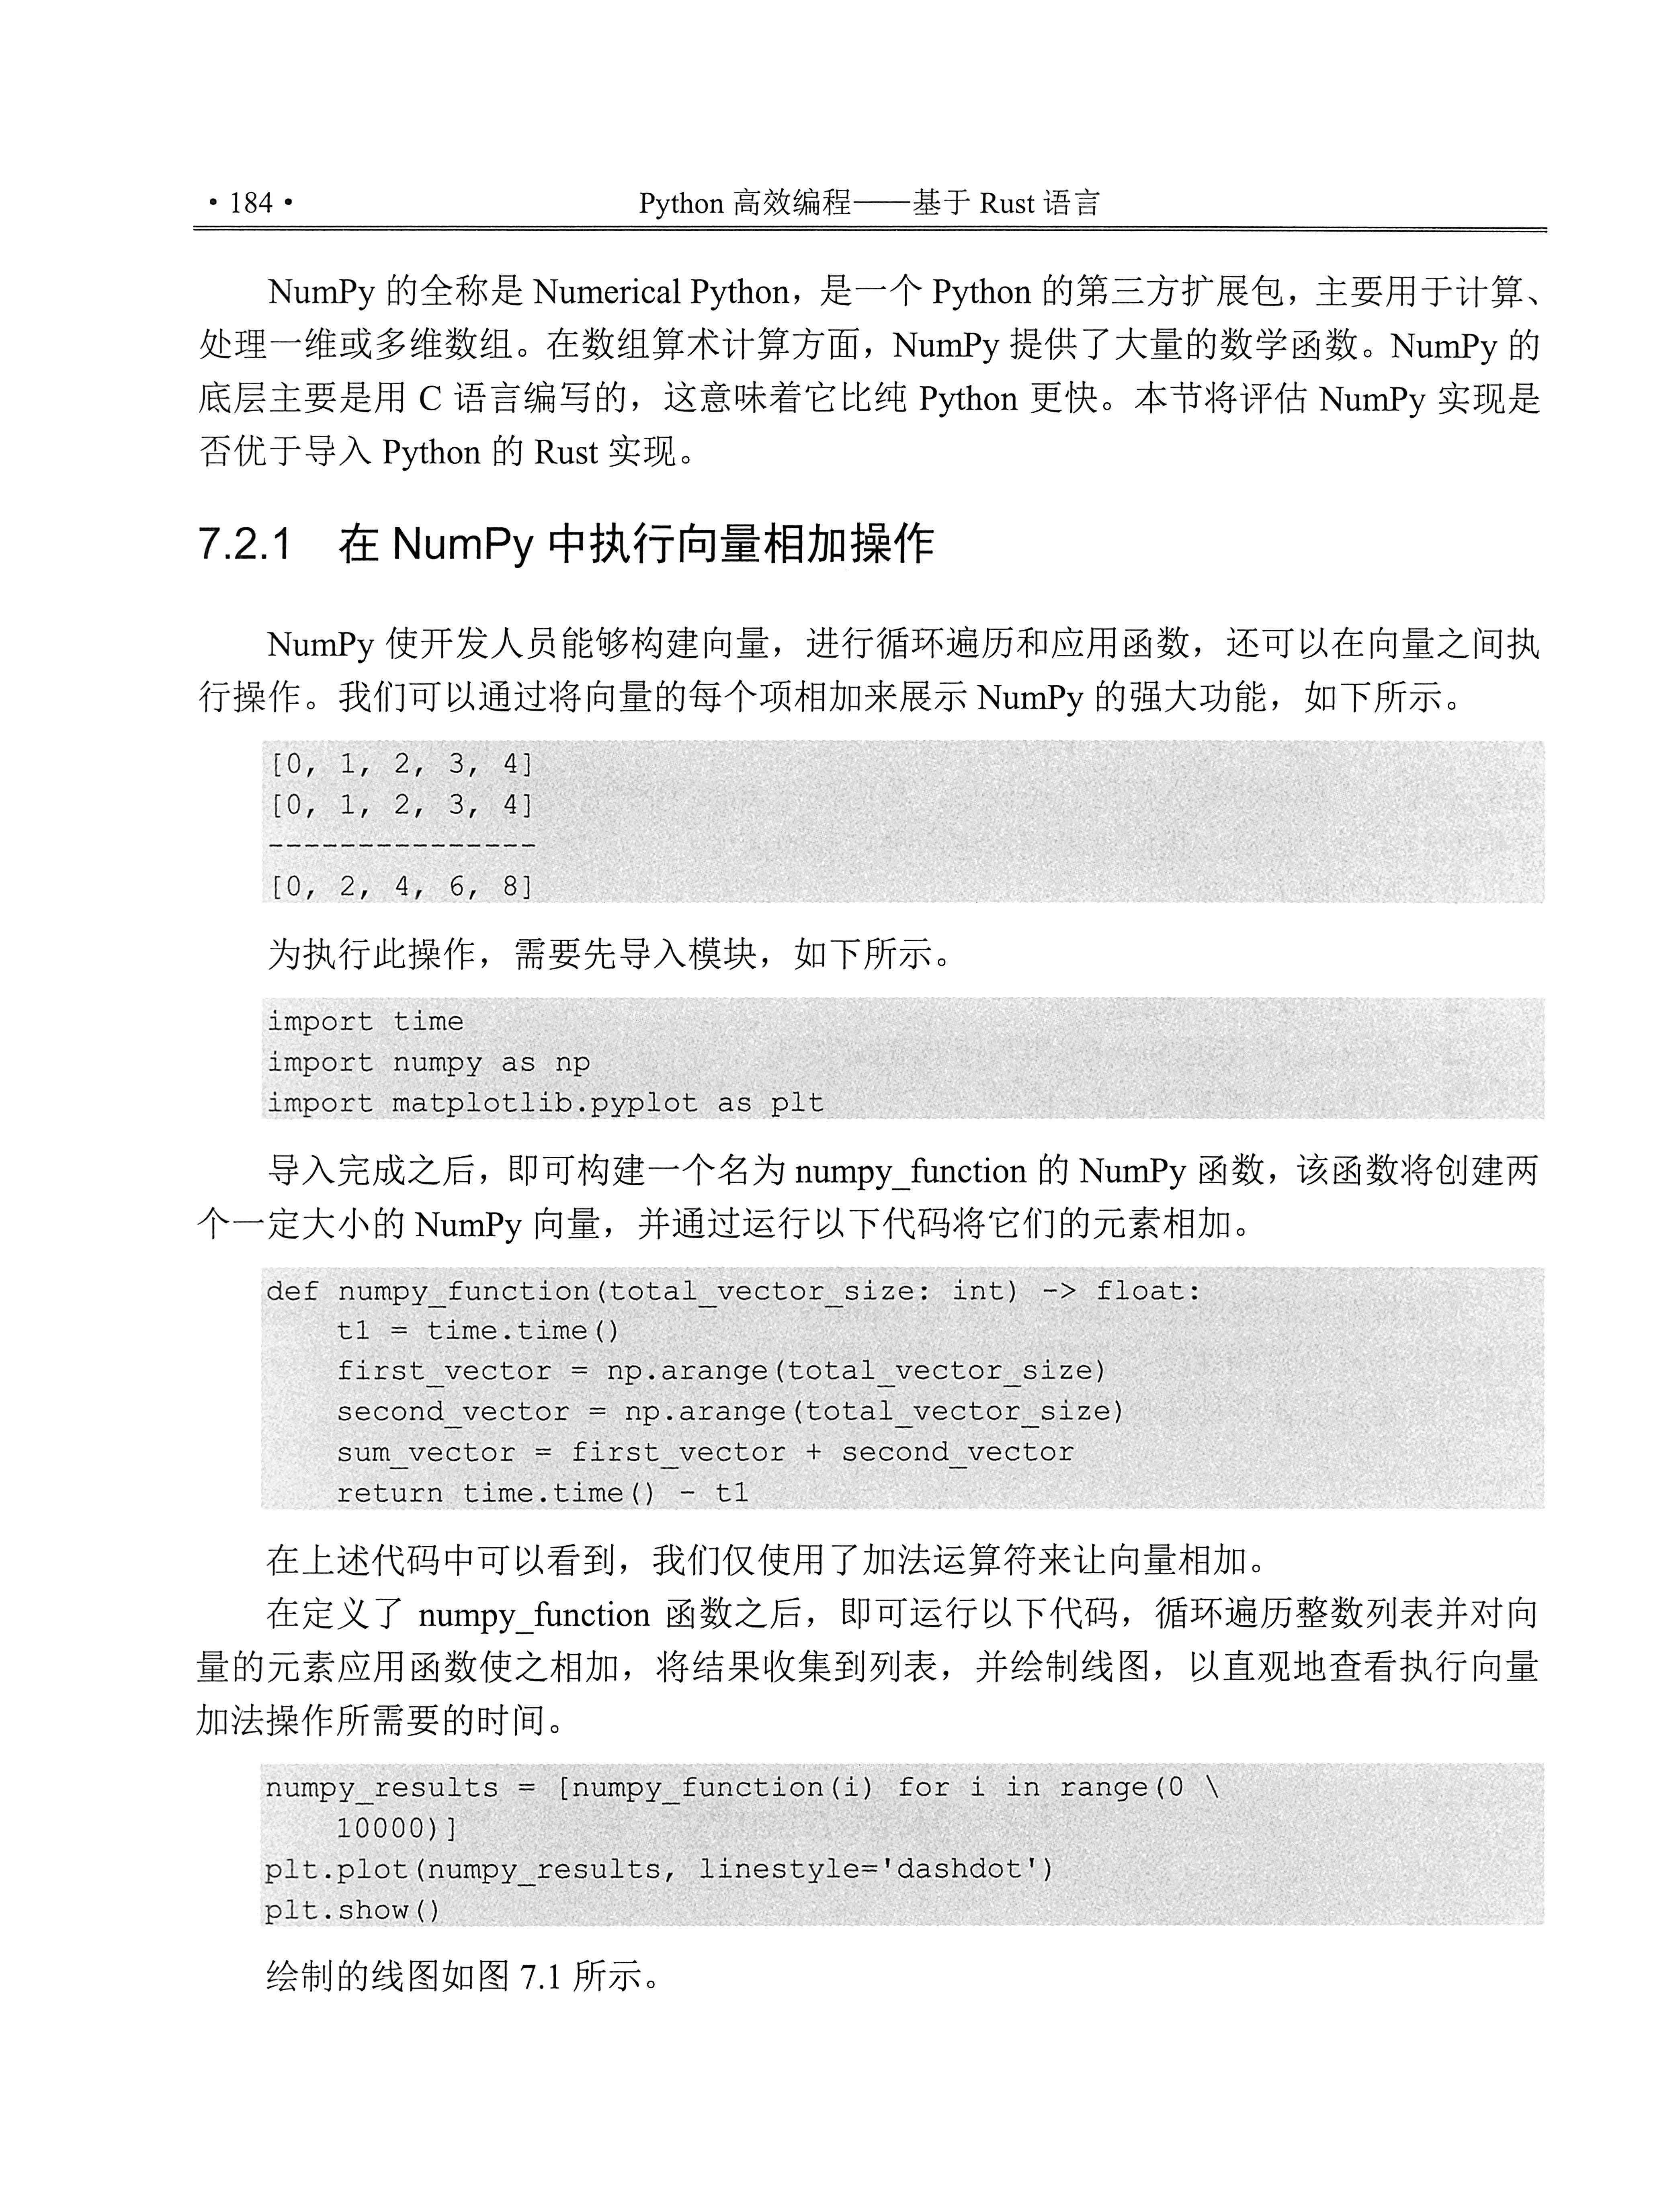 • 184 •
Python 高效编程——基于 Rust 语言
NumPy 的全称是 Numerical Python，是一个 Python 的第三方扩展包，主要用于计算、
处理一维或多维数组。在数组算术计算方面，NumPy 提供了大量的数学函数。NumPy 的
底层主要是用 C 语言编写的，这意味着它比纯 Python 更快。本节将评估 NumPy 实现是
否优于导入 Python 的 Rust 实现。
7.2.1 在 NumPy 中执行向量相加操作
NumPy 使开发人员能够构建向量，进行循环遍历和应用函数，还可以在向量之间执
行操作。我们可以通过将向量的每个项相加来展示 NumPy 的强大功能，如下所示。
[0, 1, 2, 3, 4]
[0, 1, 2, 3, 4]
---------------
[0, 2, 4, 6, 8]
为执行此操作，需要先导入模块，如下所示。
import time
import numpy as np
import matplotlib.pyplot as plt
导入完成之后，即可构建一个名为 numpy_function 的 NumPy 函数，该函数将创建两
个一定大小的 NumPy 向量，并通过运行以下代码将它们的元素相加。
def numpy_function(total_vector_size: int) -> float:
    t1 = time.time()
    first_vector = np.arange(total_vector_size)
    second_vector = np.arange(total_vector_size)
    sum_vector = first_vector + second_vector
    return time.time() - t1
在上述代码中可以看到，我们仅使用了加法运算符来让向量相加。
在定义了 numpy_function 函数之后，即可运行以下代码，循环遍历整数列表并对向
量的元素应用函数使之相加，将结果收集到列表，并绘制线图，以直观地查看执行向量
加法操作所需要的时间。
numpy_results = [numpy_function(i) for i in range(0 \
    10000)]
plt.plot(numpy_results, linestyle='dashdot')
plt.show()
绘制的线图如图 7.1 所示。